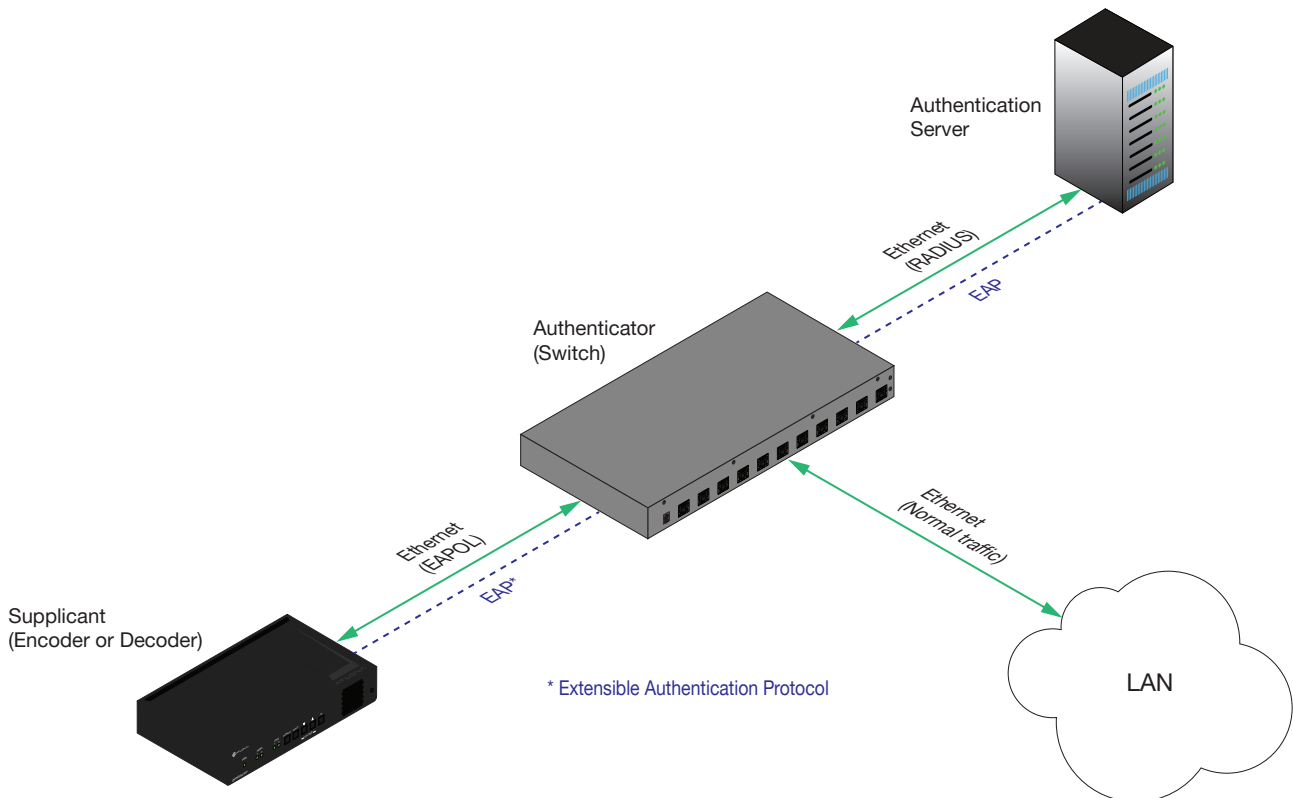 Authentication
Server
Ethernet
(RADIUS)
EAP
Authenticator
(Switch)
Ethernet
(Normal traffic)
Ethernet
(EAPOL)
EAP*
Supplicant
(Encoder or Decoder)
* Extensible Authentication Protocol
LAN